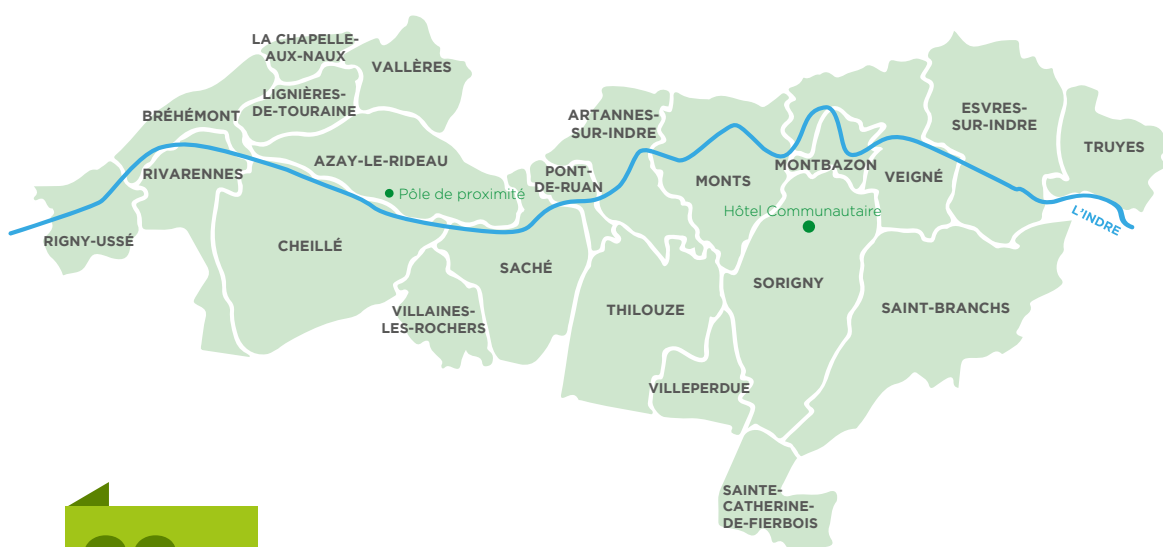 LA CHAPELLE-
AUX-NAUX
VALLÈRES
LIGNIÈRES-
DE-TOURAINE
BRÉHÉMONT
ARTANNES-
SUR-INDRE
ESVRES-
SUR-INDRE
TRUYES
AZAY-LE-RIDEAU
RIVARENNES
PONT-
DE-RUAN
MONTBAZON
MONTS
VEIGNÉ
Pôle de proximité
Hôtel Communautaire
L'INDRE
RIGNY-USSÉ
CHEILLÉ
SACHÉ
SORIGNY
VILLAINES-
LES-ROCHERS
THILOUZE
SAINT-BRANCHS
VILLEPERDUE
SAINTE-
CATHERINE-
DE-FIERBOIS